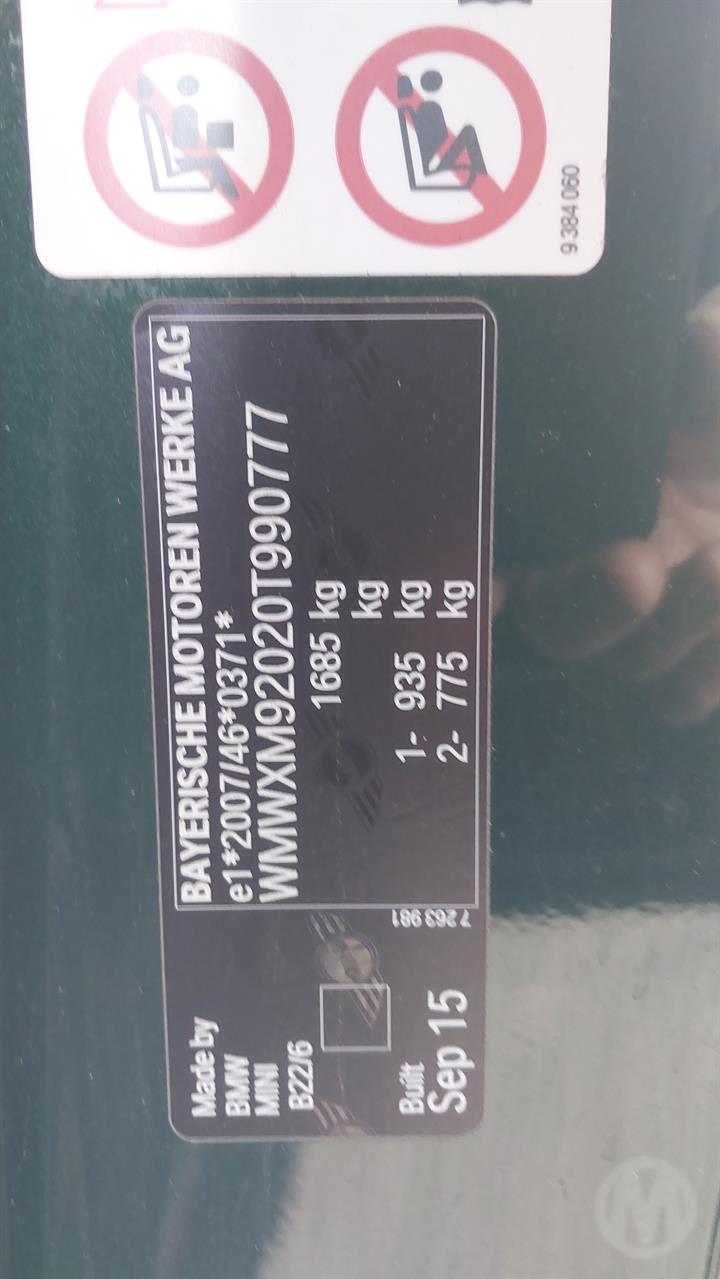 9 384 060
BAYERISCHE MOTOREN WERKE AG
e1*2007/46*0371*
WMWXM92020T990777
1685 kg
kg
1- 935 kg
2- 775 kg
7 263 981
Made by
BMW
MINI
B22/6
Built
Sep 15
M